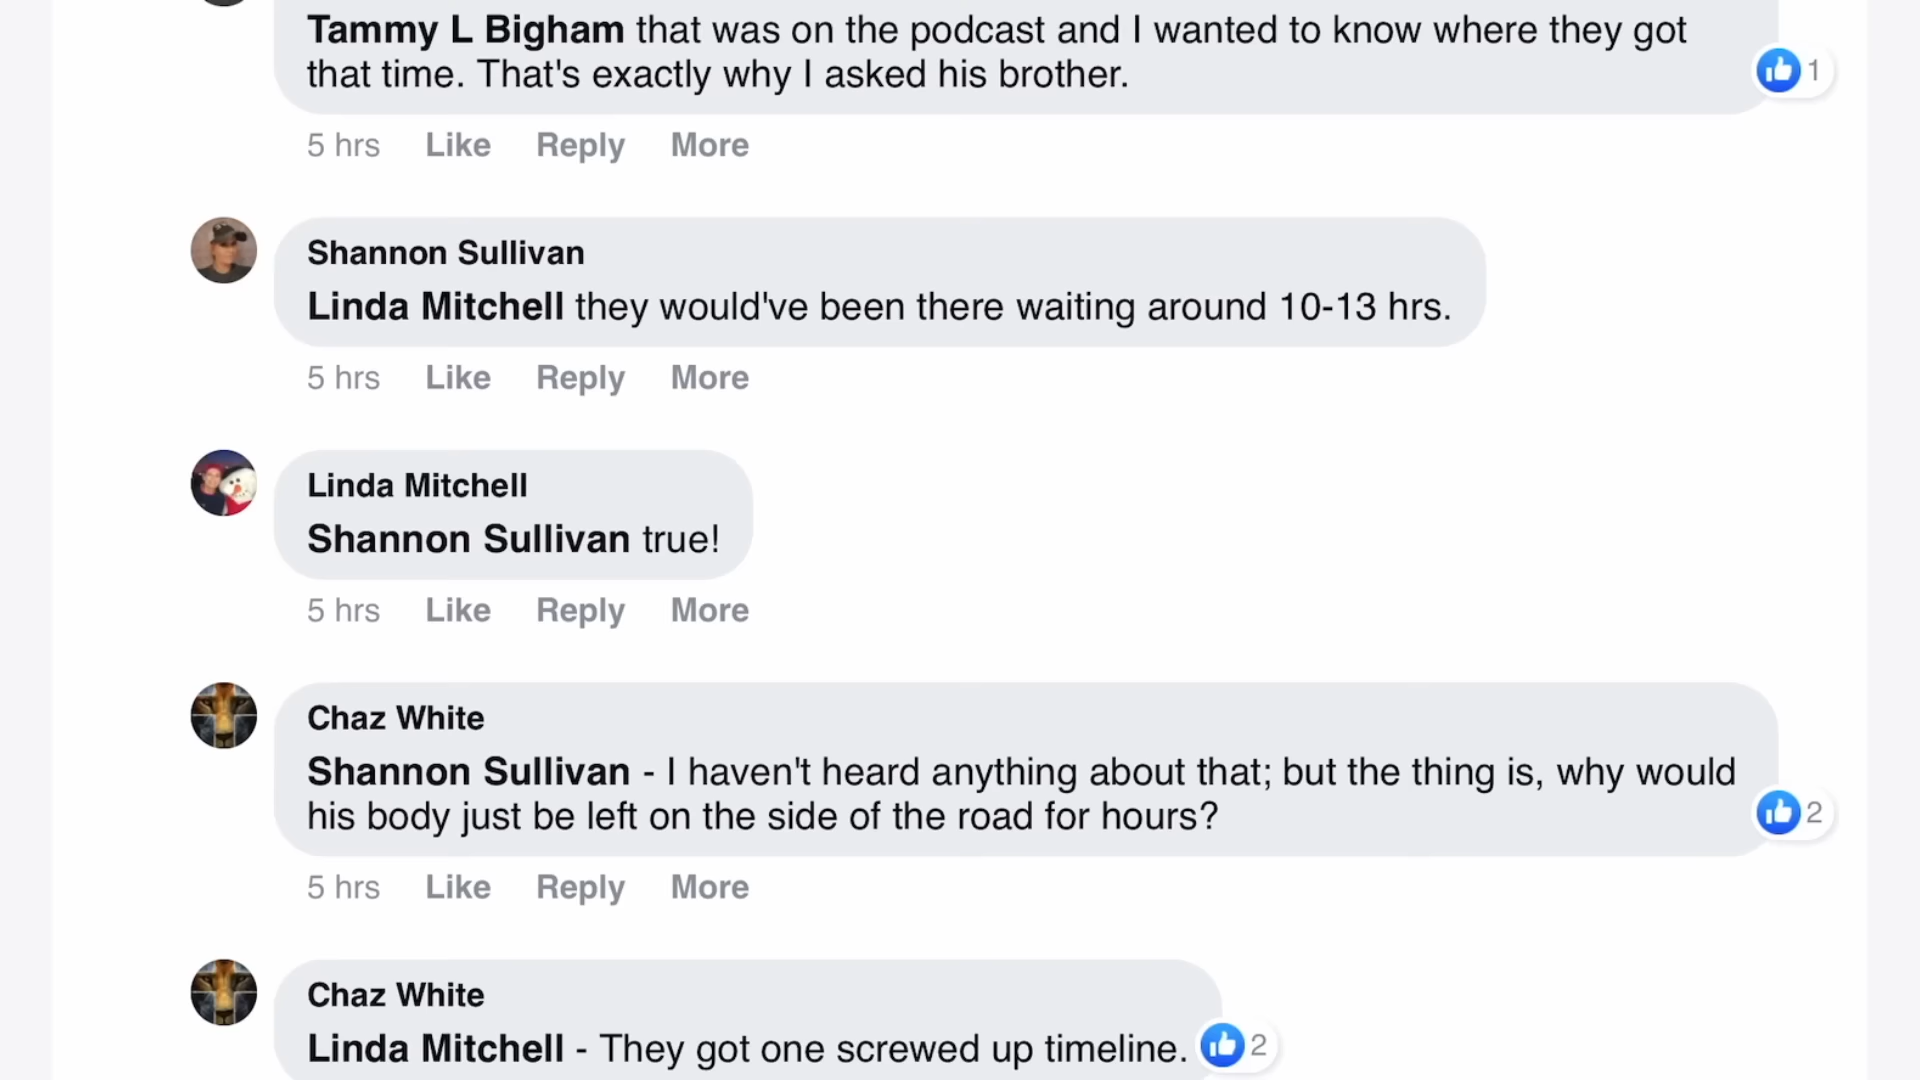 Tammy L Bigham that was on the podcast and I wanted to know where they got
that time. That's exactly why I asked his brother.
1
5 hrs Like Reply More
Shannon Sullivan
Linda Mitchell they would've been there waiting around 10-13 hrs.
5 hrs Like Reply More
Linda Mitchell
Shannon Sullivan true!
5 hrs Like Reply More
Chaz White
Shannon Sullivan - I haven't heard anything about that; but the thing is, why would
his body just be left on the side of the road for hours?
2
5 hrs Like Reply More
Chaz White
Linda Mitchell - They got one screwed up timeline.
2